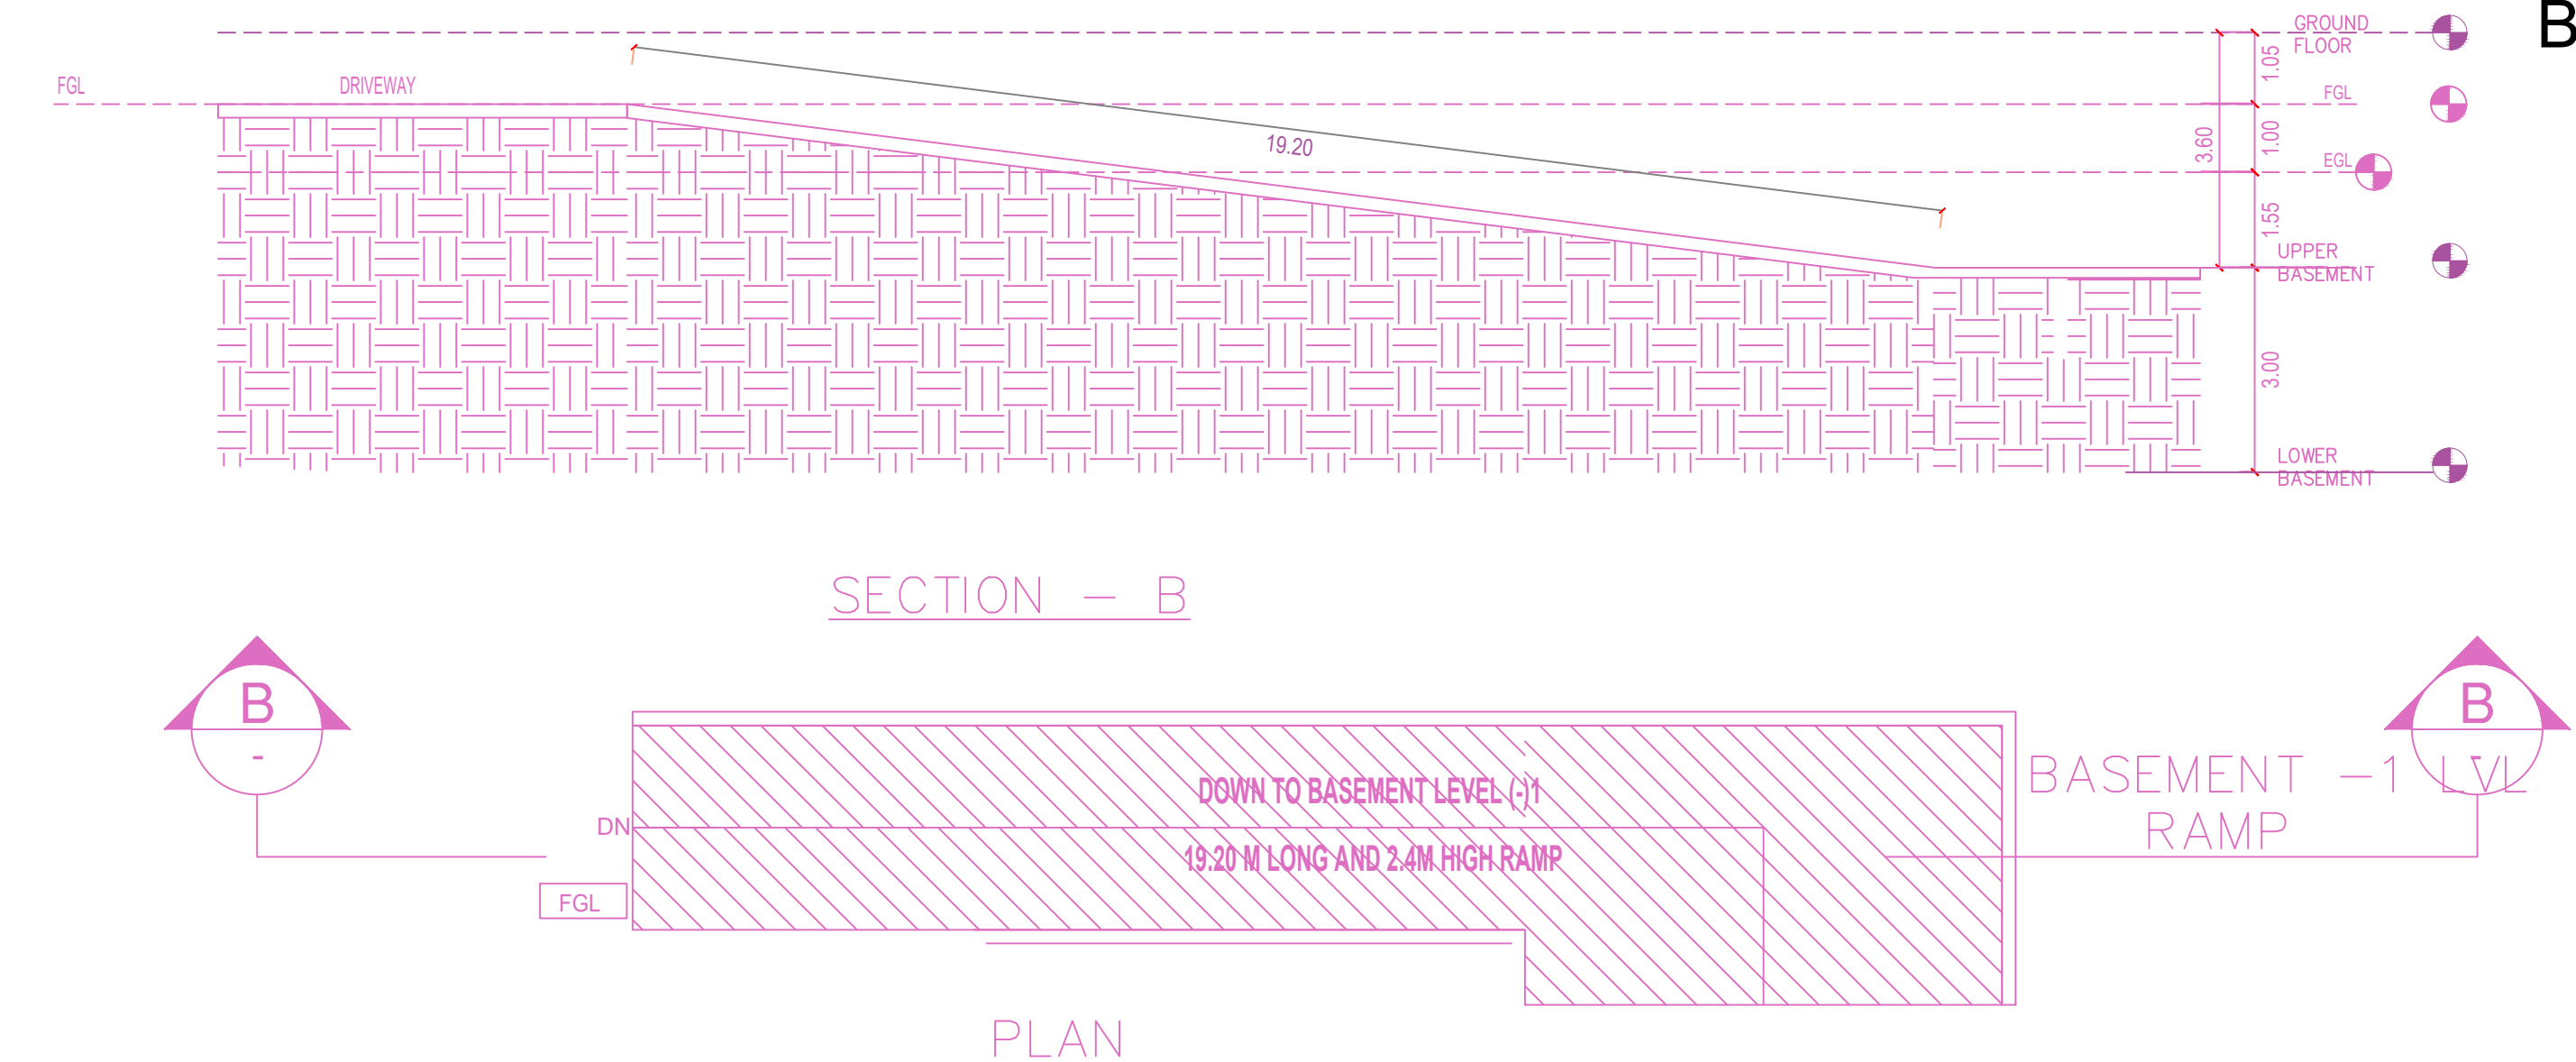 B
GROUND
FLOOR
1.05
FGL
DRIVEWAY
FGL
19.20
3.60
1.00
EGL
1.55
UPPER
BASEMENT
3.00
LOWER
BASEMENT
SECTION - B
B
-
B
-
DOWN TO BASEMENT LEVEL (-)1
BASEMENT -1 LVL
RAMP
DN
19.20 M LONG AND 2.4M HIGH RAMP
FGL
PLAN